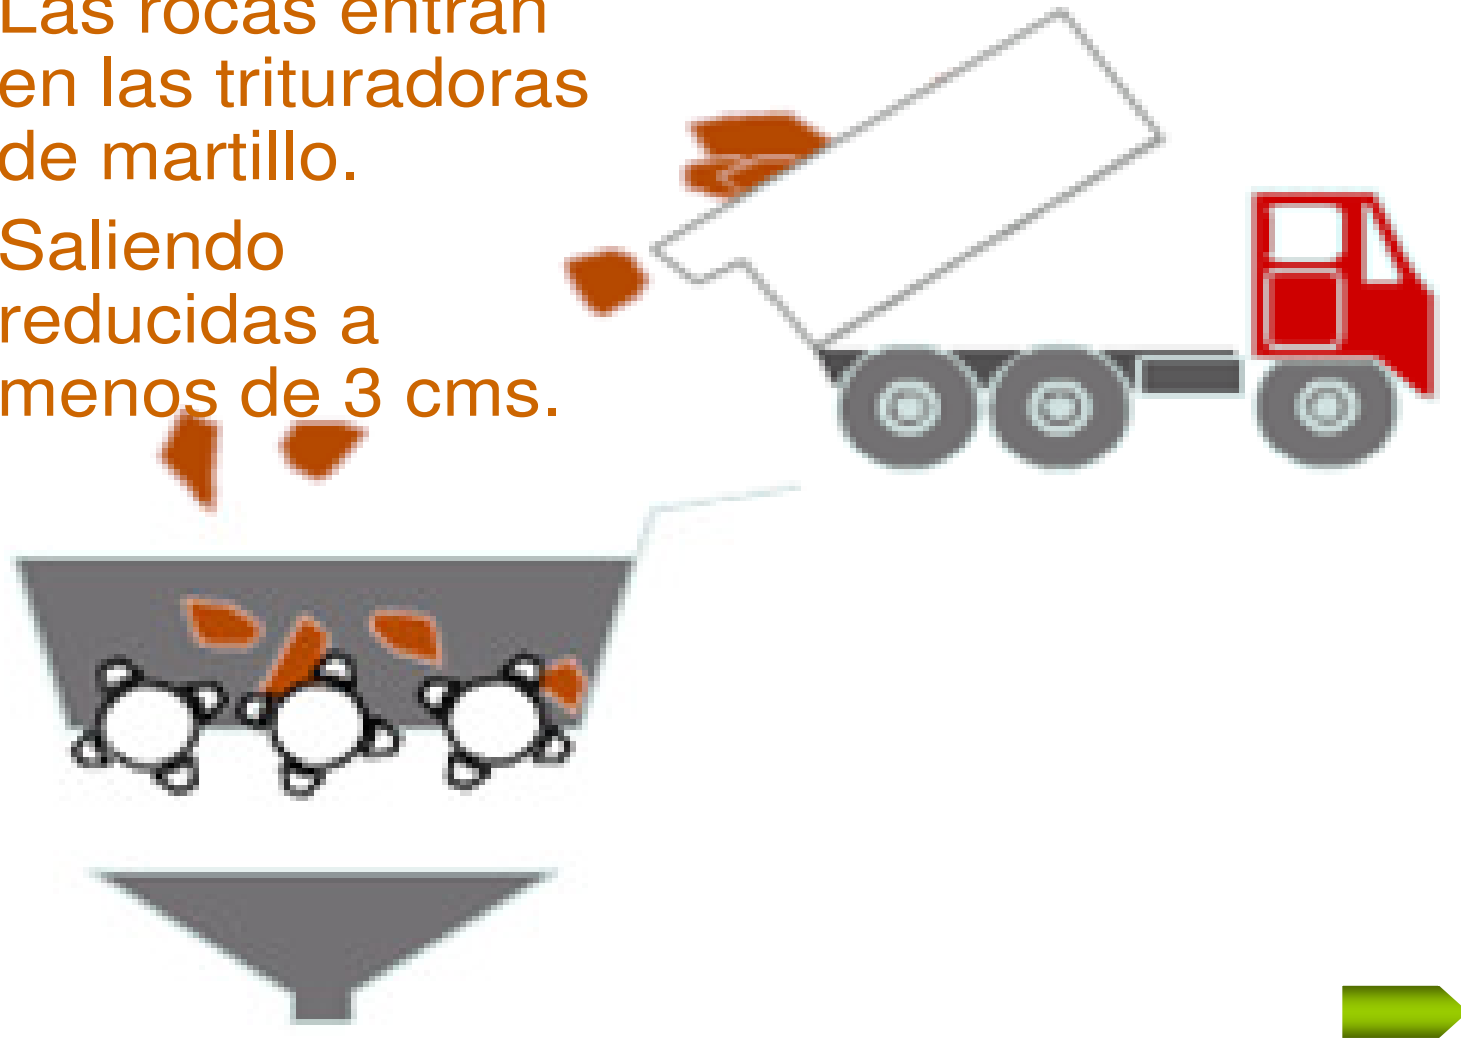 Las rocas entran
en las trituradoras
de martillo.
Saliendo
reducidas a
menos de 3 cms.